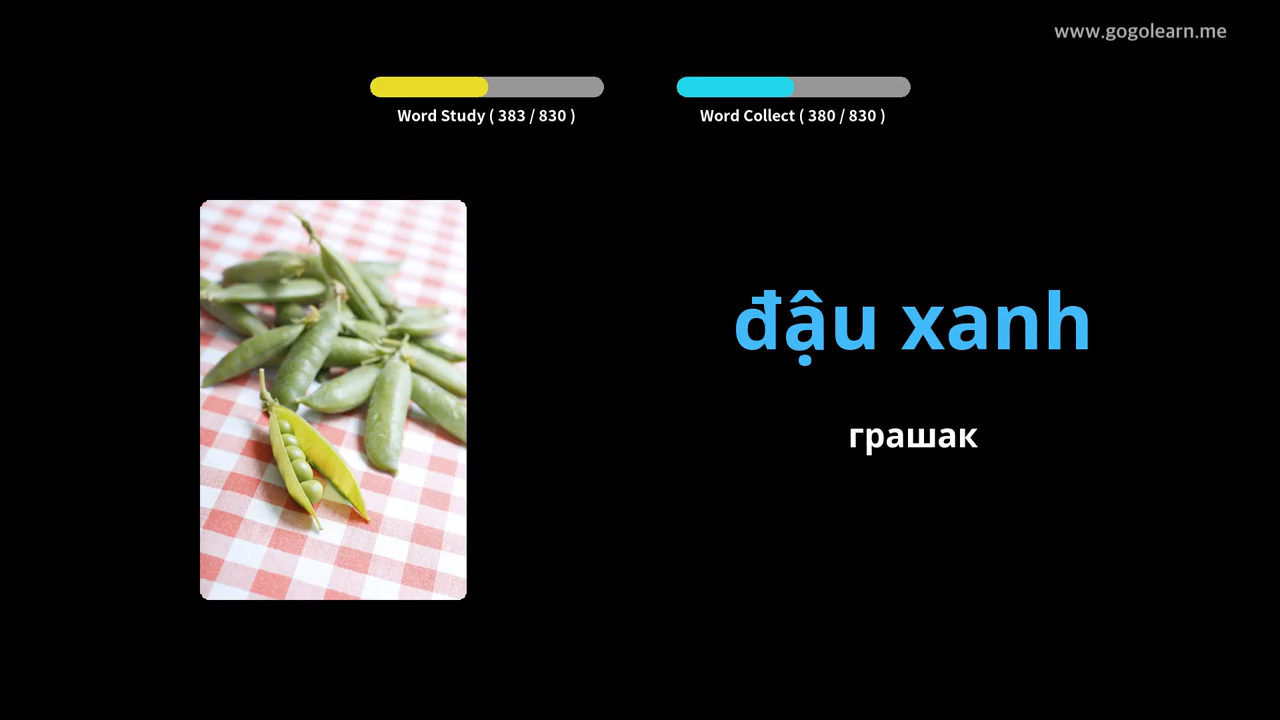 www.gogolearn.me
Word Study ( 383 / 830 )
Word Collect ( 380 / 830 )
đậu xanh
грашак